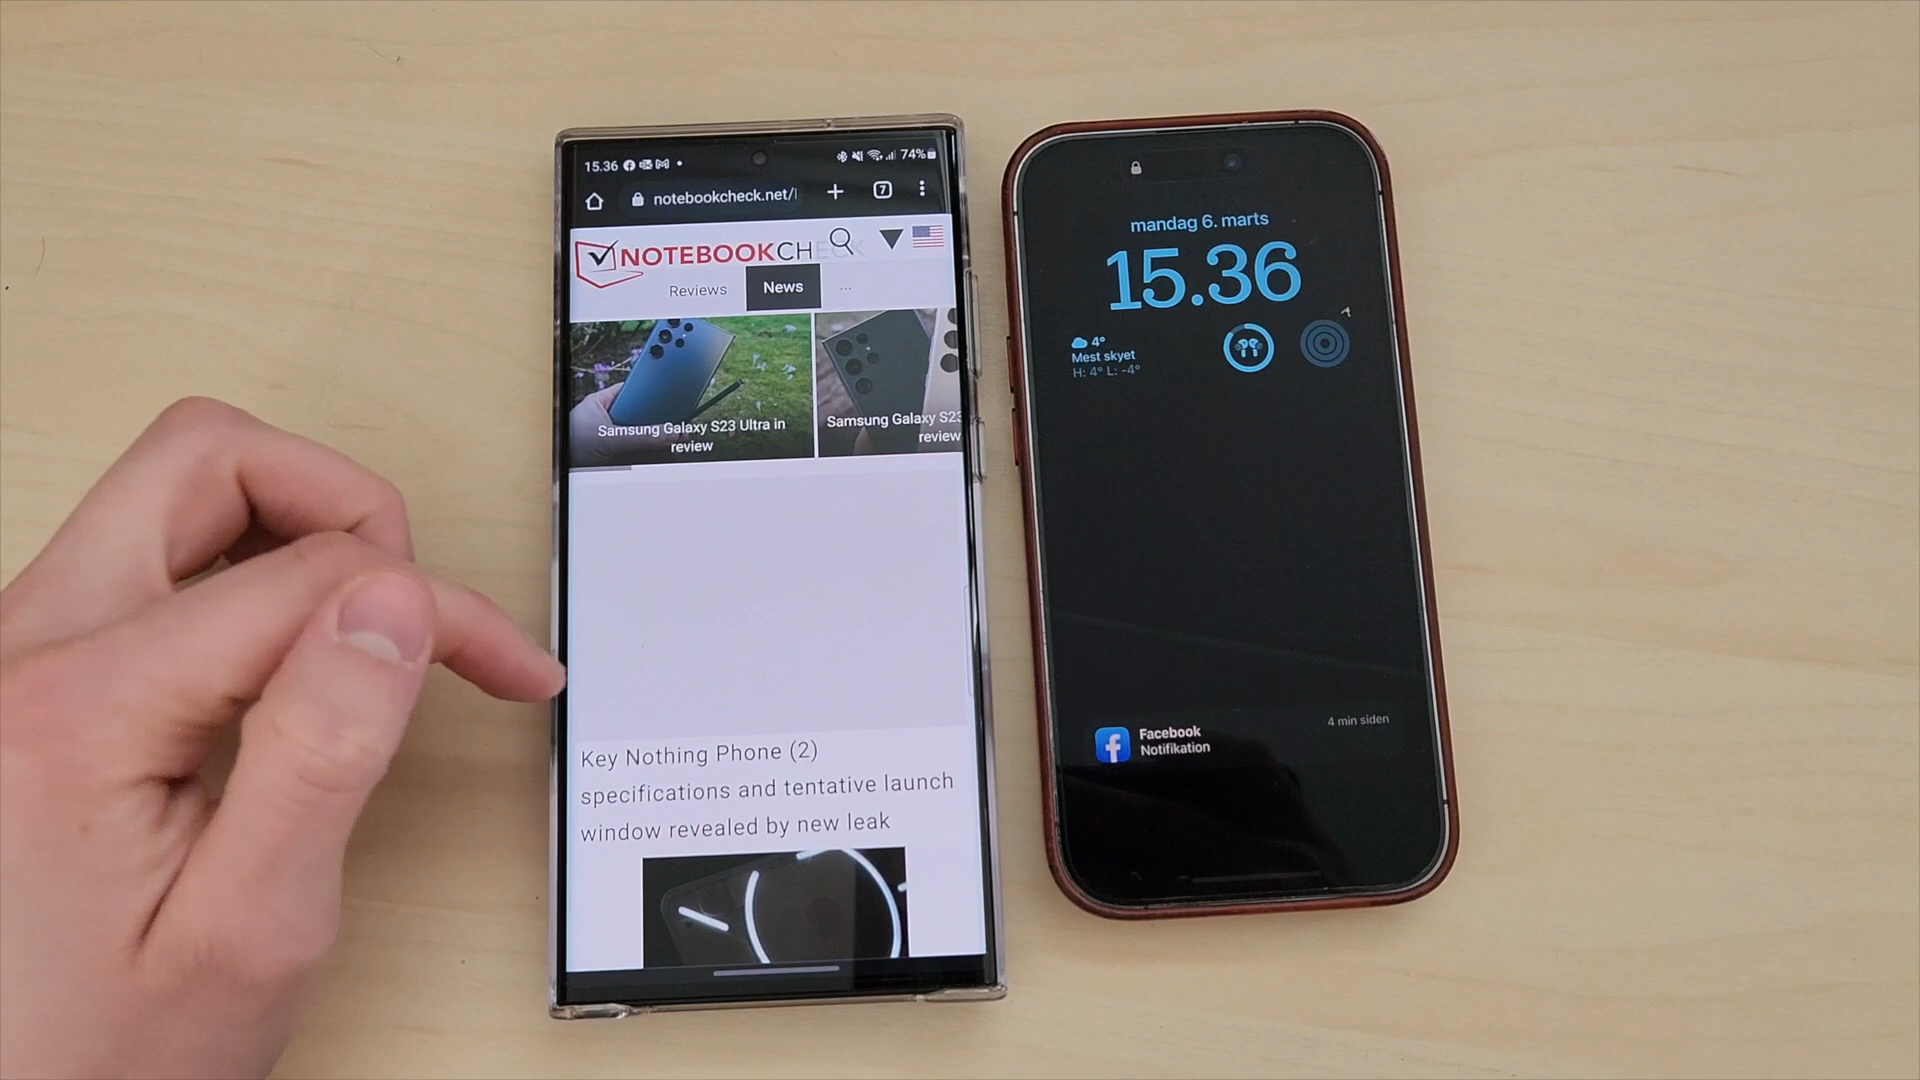 15.36
74%
notebookcheck.net/
7
NOTEBOOKCHECK
Reviews
News
...
Samsung Galaxy S23 Ultra in
review
Samsung Galaxy S23
review
Key Nothing Phone (2)
specifications and tentative launch
window revealed by new leak
mandag 6. marts
15.36
4°
Mest skyet
H: 4° L: -4°
Facebook
Notifikation
4 min siden